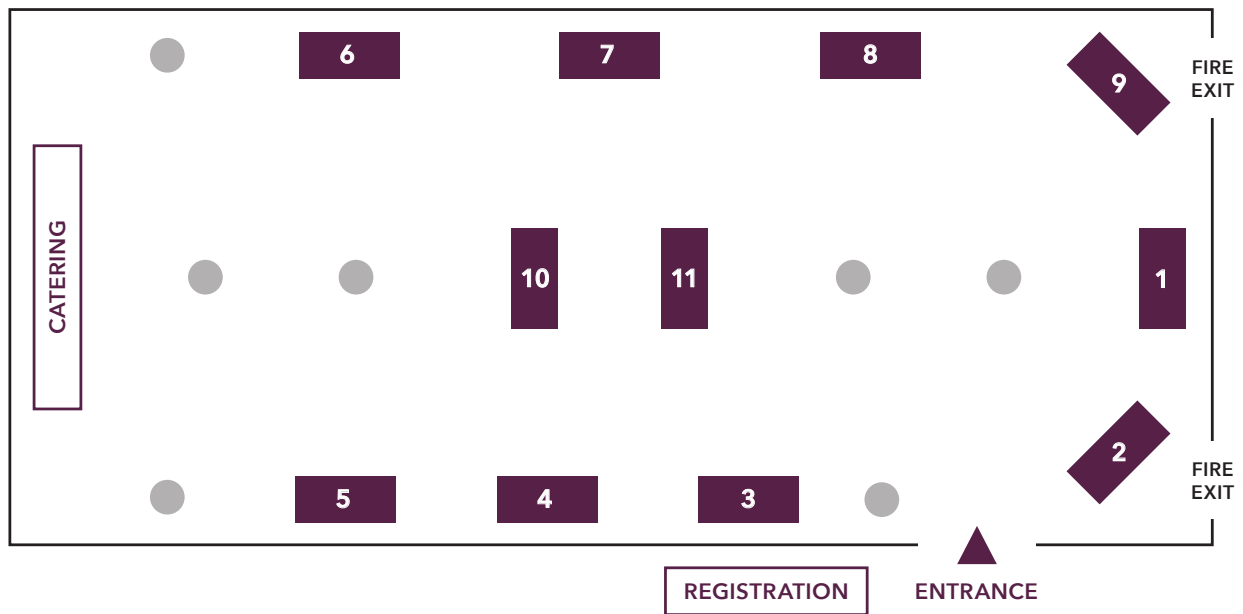 6
7
8
9
FIRE
EXIT
CATERING
10
11
1
2
FIRE
EXIT
5
4
3
REGISTRATION
ENTRANCE